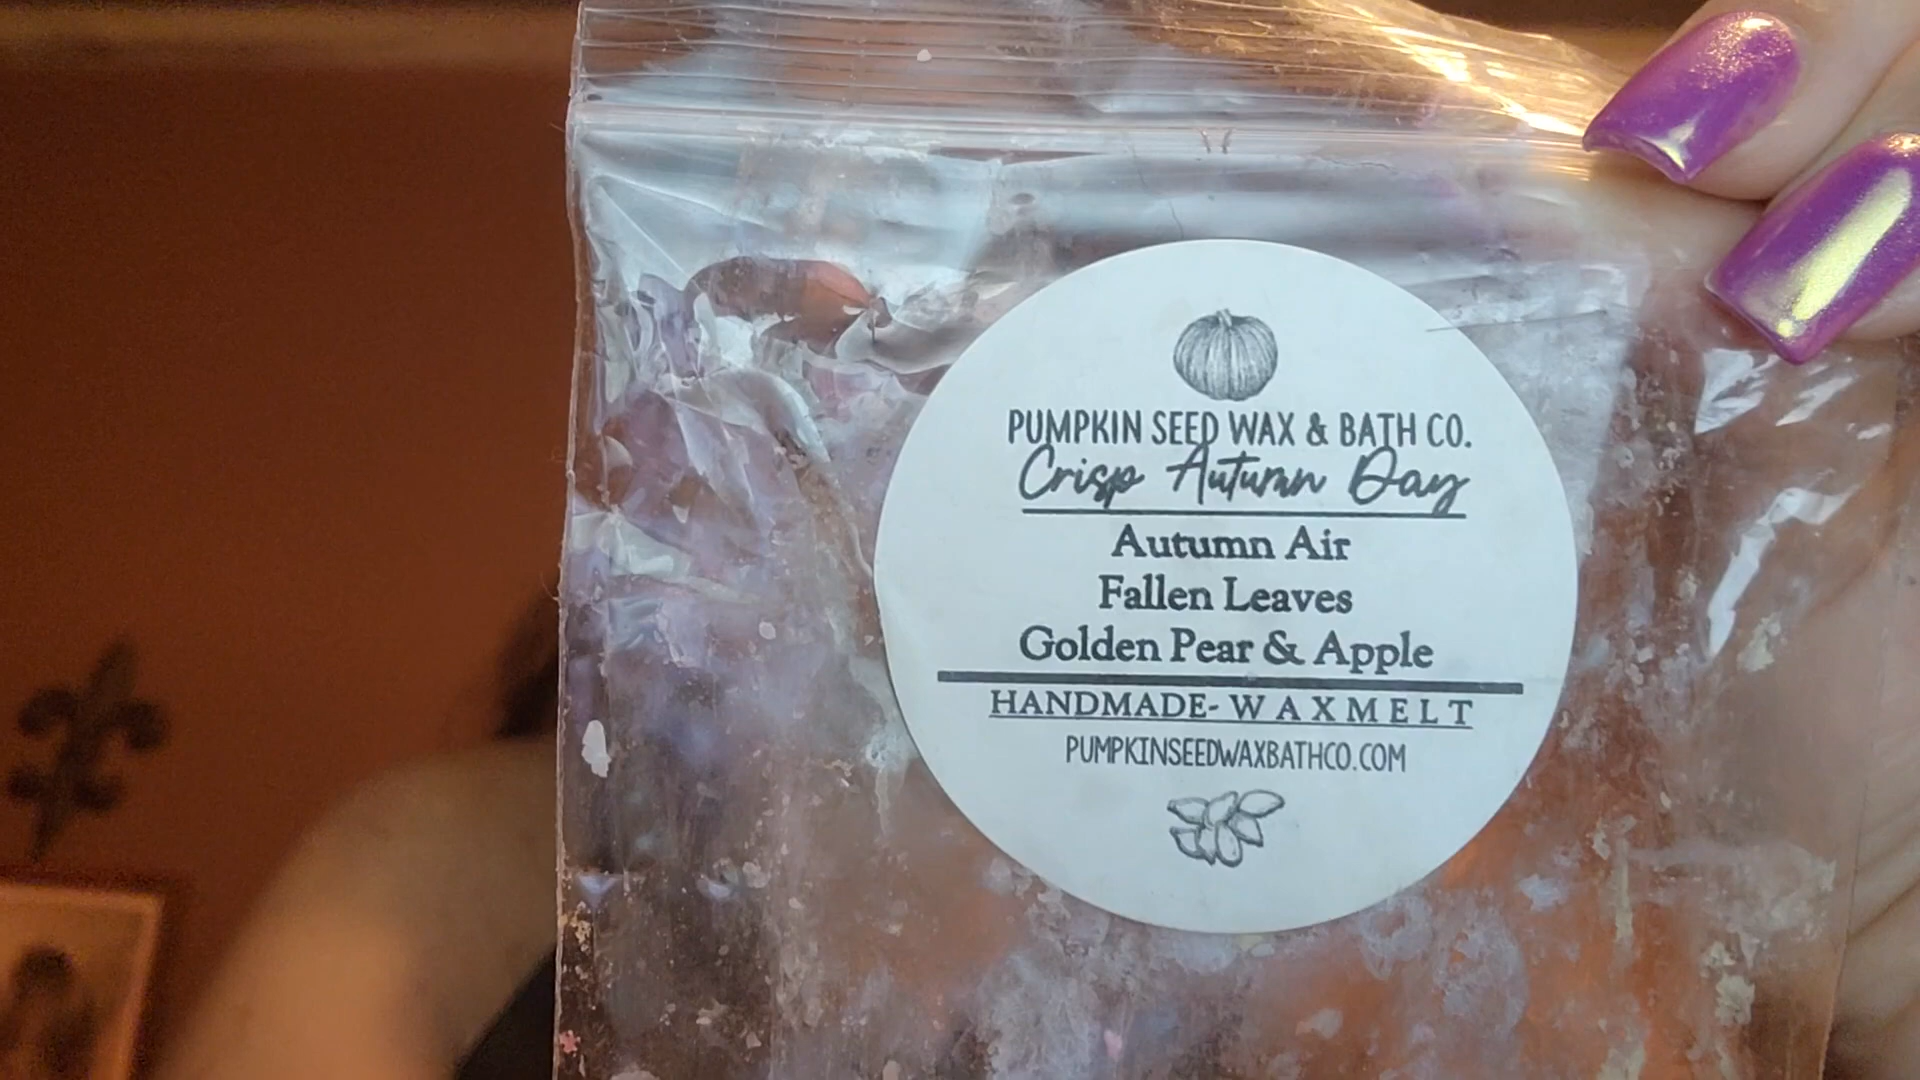 PUMPKIN SEED WAX & BATH CO.
Crisp Autumn Day
Autumn Air
Fallen Leaves
Golden Pear & Apple
HANDMADE- WAXMELT
PUMPKINSEEDWAXBATHCO.COM